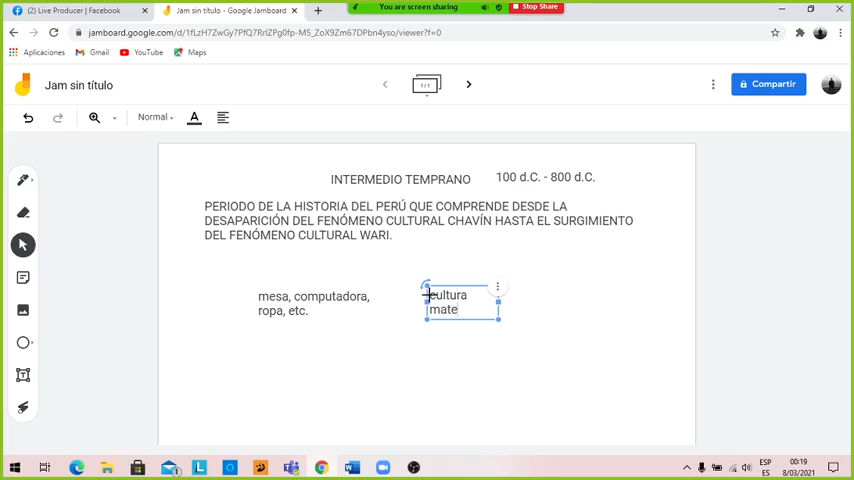 (2) Live Producer | Facebook
Jam sin título - Google Jamboard
You are screen sharing
Stop Share
jamboard.google.com/d/1fLzH7ZwGy7PfQ7RrlZPg0fp-M5_ZoX9Zm67DPbn4yso/viewer?f=0
Aplicaciones
Gmail
YouTube
Maps
Jam sin título
1/1
Compartir
Normal
A
INTERMEDIO TEMPRANO
100 d.C. - 800 d.C.
PERIODO DE LA HISTORIA DEL PERÚ QUE COMPRENDE DESDE LA
DESAPARICIÓN DEL FENÓMENO CULTURAL CHAVÍN HASTA EL SURGIMIENTO
DEL FENÓMENO CULTURAL WARI.
mesa, computadora,
ropa, etc.
cultura
mate
ESP
ES
00:19
8/03/2021